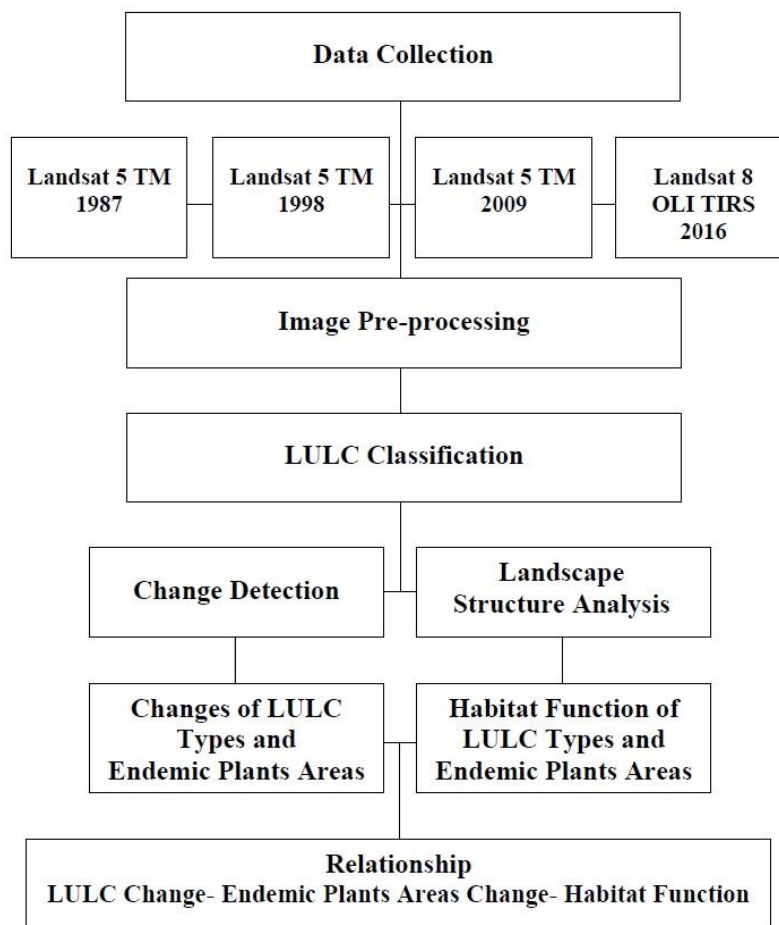 Data Collection
Landsat 5 TM
1987
Landsat 5 TM
1998
Landsat 5 TM
2009
Landsat 8
OLI TIRS
2016
Image Pre-processing
LULC Classification
Change Detection
Landscape
Structure Analysis
Changes of LULC
Types and
Endemic Plants Areas
Habitat Function of
LULC Types and
Endemic Plants Areas
Relationship
LULC Change- Endemic Plants Areas Change- Habitat Function